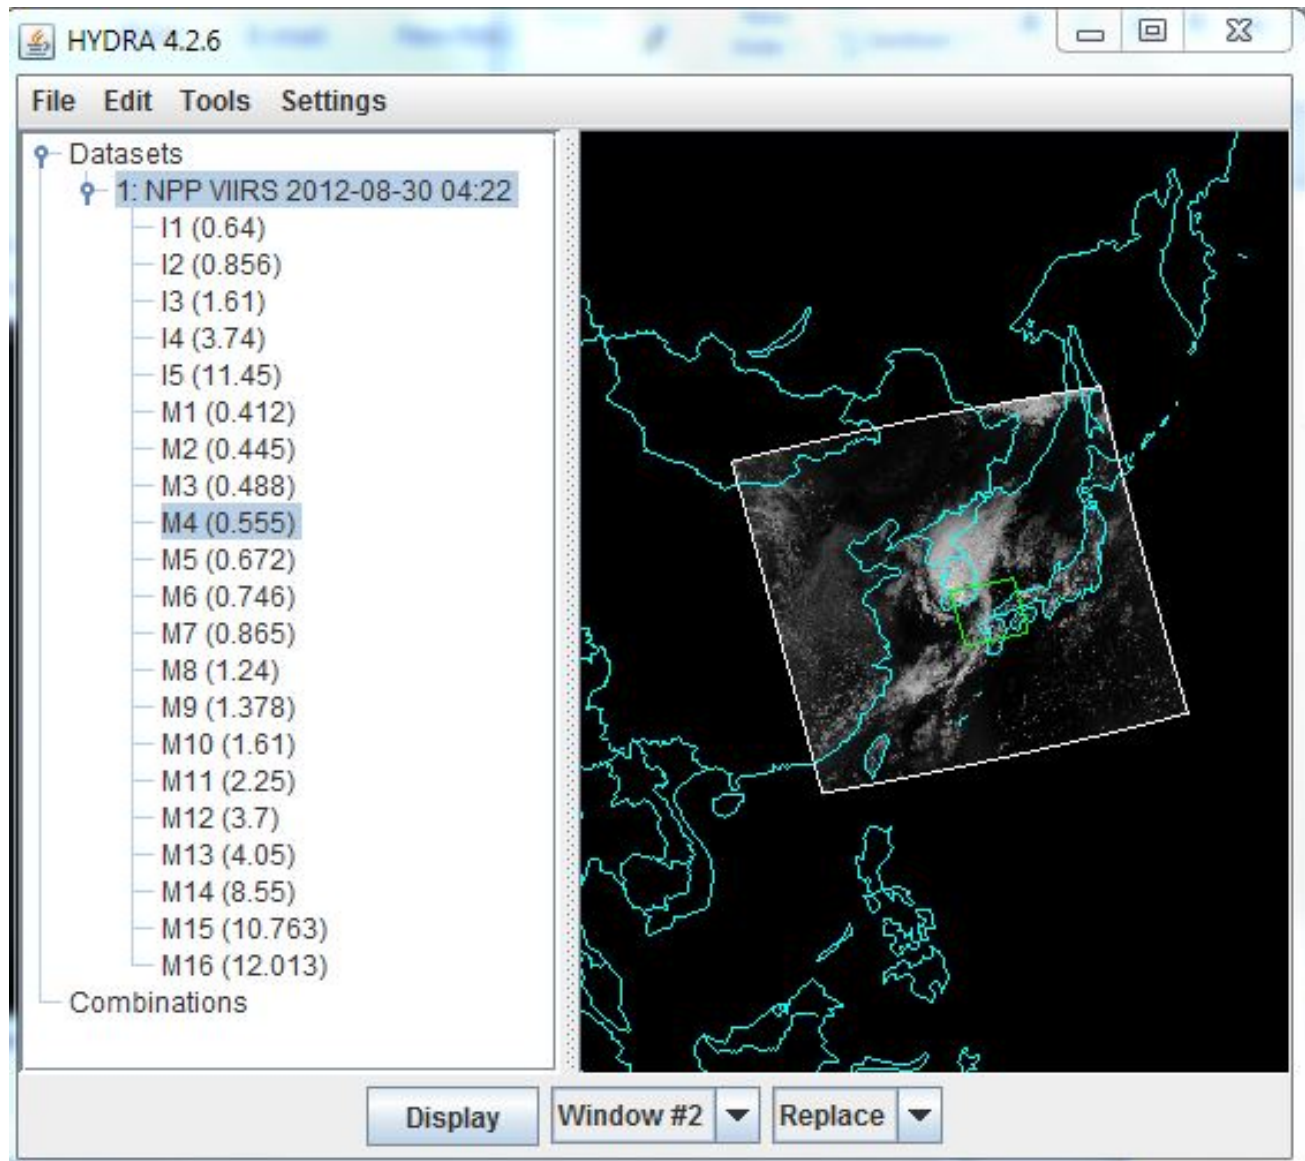 HYDRA 4.2.6
File Edit Tools Settings
Datasets
1: NPP VIIRS 2012-08-30 04:22
I1 (0.64)
I2 (0.856)
I3 (1.61)
I4 (3.74)
I5 (11.45)
M1 (0.412)
M2 (0.445)
M3 (0.488)
M4 (0.555)
M5 (0.672)
M6 (0.746)
M7 (0.865)
M8 (1.24)
M9 (1.378)
M10 (1.61)
M11 (2.25)
M12 (3.7)
M13 (4.05)
M14 (8.55)
M15 (10.763)
M16 (12.013)
Combinations
Display Window #2 Replace